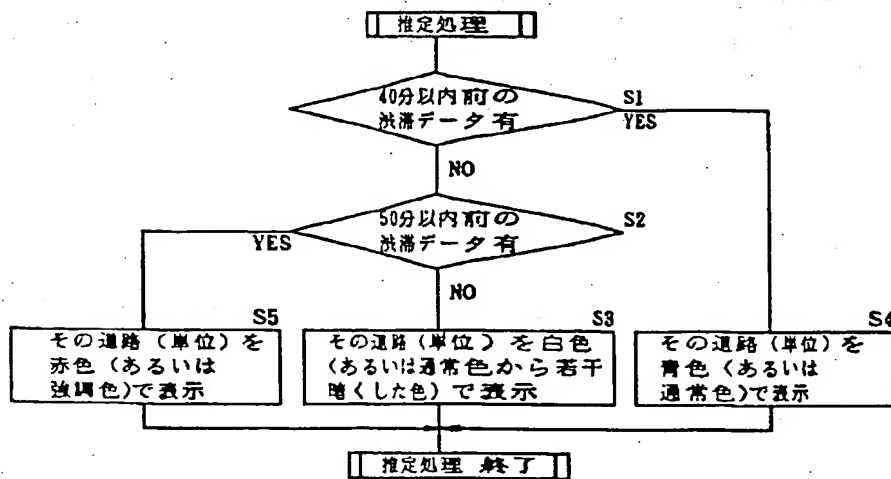 推定処理
40分以内前の
渋滞データ有
S1
YES
NO
50分以内前の
渋滞データ有
S2
YES
NO
S5
その道路(単位)を
赤色(あるいは
強調色)で表示
S3
その道路(単位)を白色
(あるいは通常色から若干
暗くした色)で表示
S4
その道路(単位)を
青色(あるいは
通常色)で表示
推定処理 終了